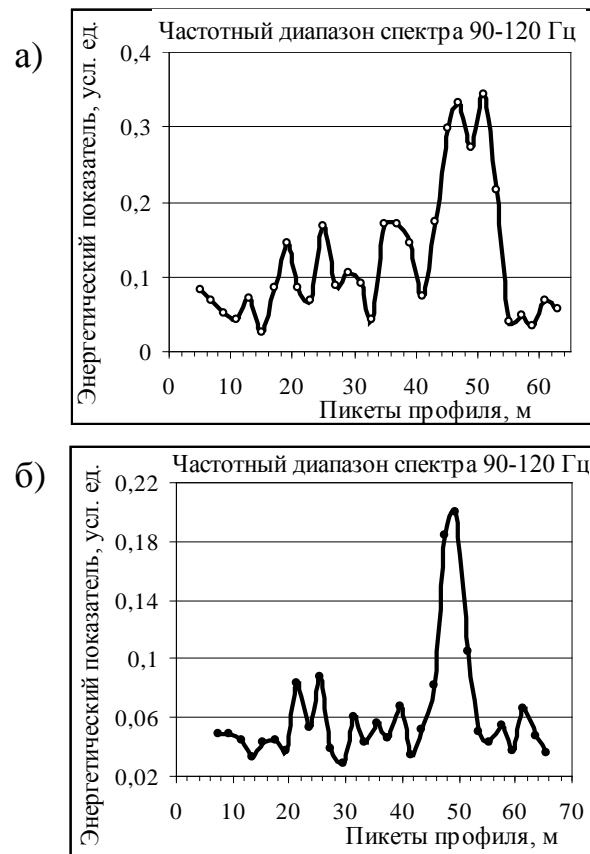 а)
Частотный диапазон спектра 90-120 Гц
Энергетический показатель, усл. ед.
0,4
0,3
0,2
0,1
0
0 10 20 30 40 50 60
Пикеты профиля, м
б)
Частотный диапазон спектра 90-120 Гц
Энергетический показатель, усл. ед.
0,22
0,18
0,14
0,1
0,06
0,02
0 10 20 30 40 50 60 70
Пикеты профиля, м